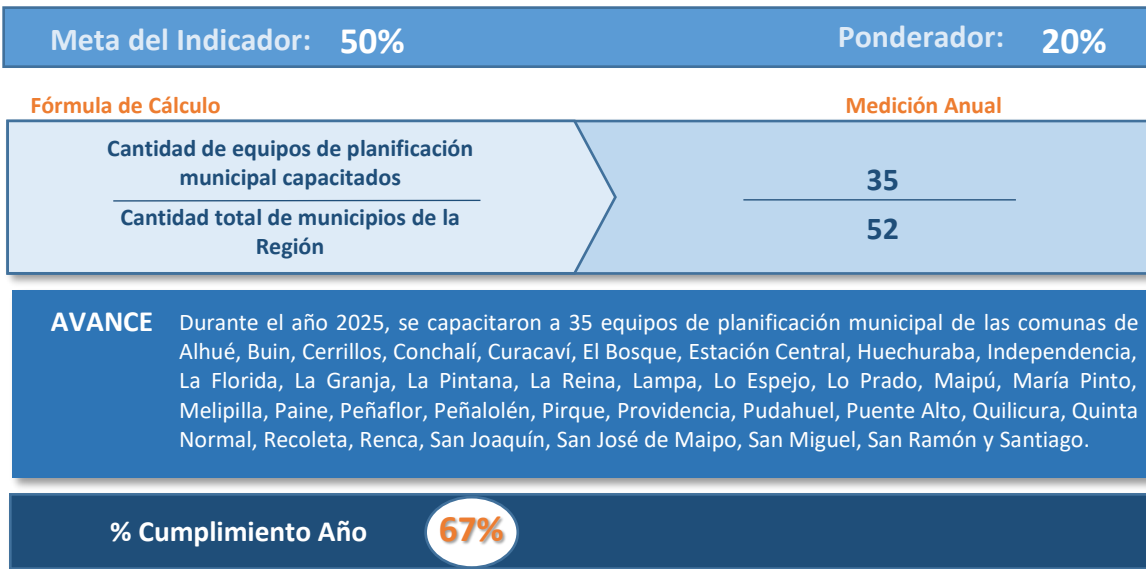 Meta del Indicador: 50% Ponderador: 20%
Fórmula de Cálculo Medición Anual
Cantidad de equipos de planificación
municipal capacitados
Cantidad total de municipios de la
Región
35
52
AVANCE Durante el año 2025, se capacitaron a 35 equipos de planificación municipal de las comunas de
Alhué, Buin, Cerrillos, Conchalí, Curacaví, El Bosque, Estación Central, Huechuraba, Independencia,
La Florida, La Granja, La Pintana, La Reina, Lampa, Lo Espejo, Lo Prado, Maipú, María Pinto,
Melipilla, Paine, Peñaflor, Peñalolén, Pirque, Providencia, Pudahuel, Puente Alto, Quilicura, Quinta
Normal, Recoleta, Renca, San Joaquín, San José de Maipo, San Miguel, San Ramón y Santiago.
% Cumplimiento Año 67%